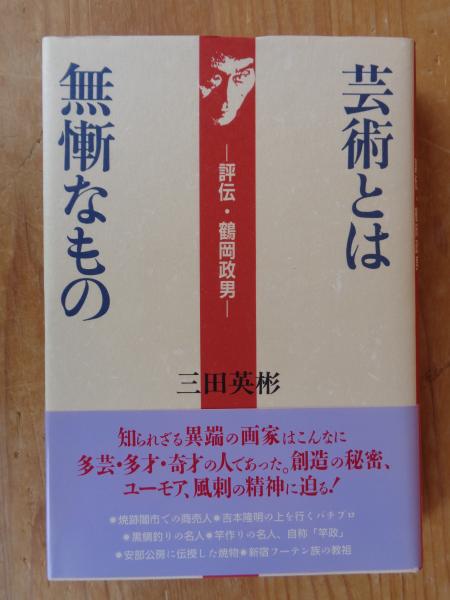 芸術とは
無慚なもの
―評伝・鶴岡政男―
三田英彬
知られざる異端の画家はこんなに
多芸・多才・奇才の人であった。創造の秘密、
ユーモア、風刺の精神に迫る！
●焼跡闇市での商売人●吉本隆明の上を行くパチプロ
●黒鯛釣りの名人●竿作りの名人、自称「竿政」
●安部公房に伝授した焼物●新宿フーテン族の教祖